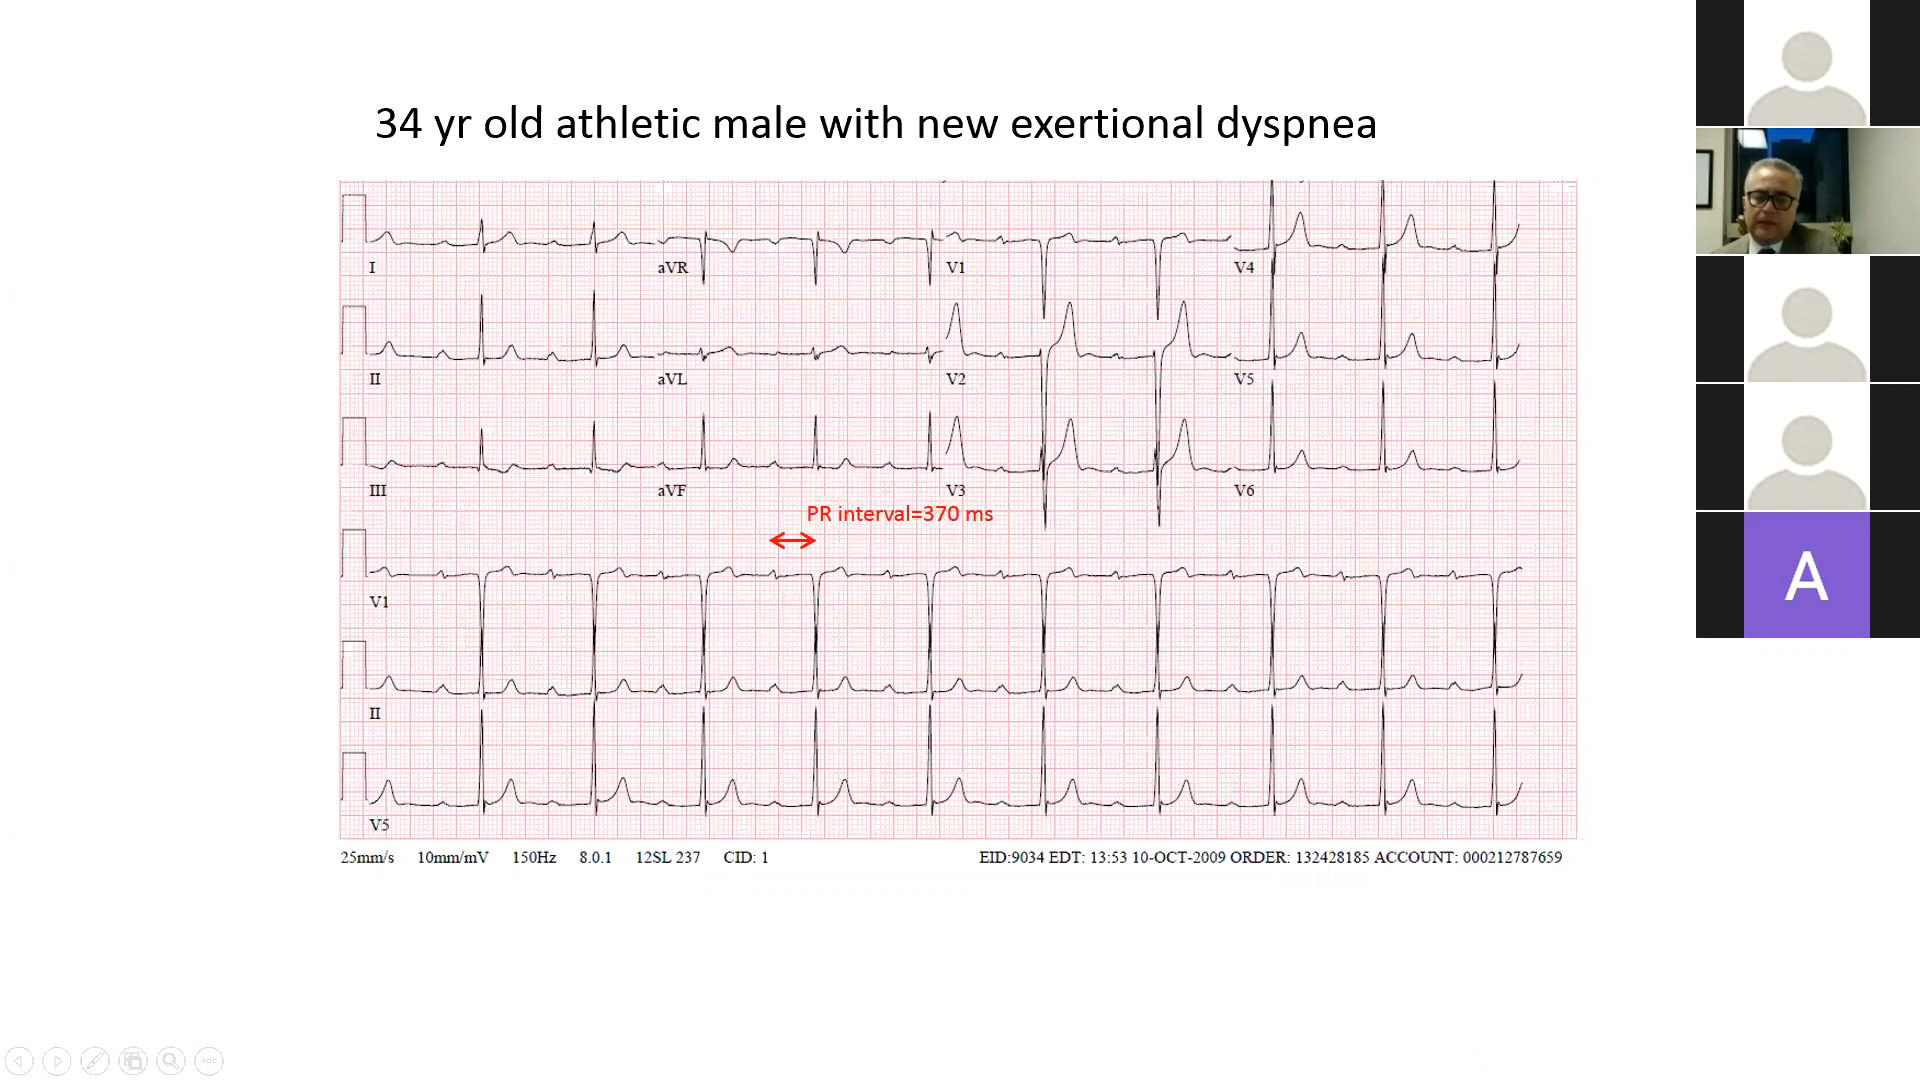 34 yr old athletic male with new exertional dyspnea
I aVR V1 V4
II aVL V2 V5
III aVF V3 V6
PR interval=370 ms
V1
II
V5
25mm/s 10mm/mV 150Hz 8.0.1 12SL 237 CID: 1 EID:9034 EDT: 13:53 10-OCT-2009 ORDER: 132428185 ACCOUNT: 000212787659
A